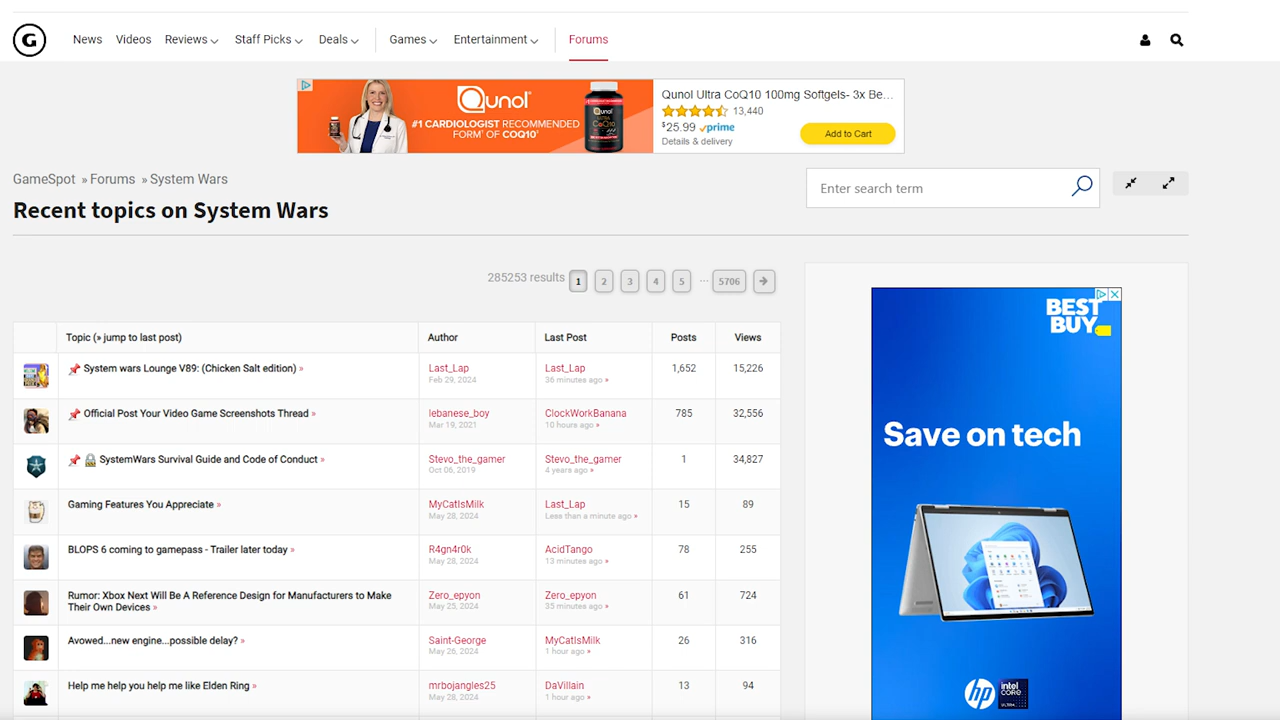 G
News Videos Reviews Staff Picks Deals Games Entertainment Forums
Qunol
#1 CARDIOLOGIST RECOMMENDED
FORM† OF COQ10†
Qunol Ultra CoQ10 100mg Softgels- 3x Be...
13,440
$25.99 prime
Details & delivery
Add to Cart
GameSpot » Forums » System Wars
Enter search term
Recent topics on System Wars
285253 results 1 2 3 4 5 ... 5706
BEST
BUY
Save on tech
hp intel
CORE
ULTRA
Topic (» jump to last post) Author Last Post Posts Views
System wars Lounge V89: (Chicken Salt edition) » Last_Lap Last_Lap 1,652 15,226
Feb 29, 2024 36 minutes ago »
Official Post Your Video Game Screenshots Thread » lebanese_boy ClockWorkBanana 785 32,556
Mar 19, 2021 10 hours ago »
SystemWars Survival Guide and Code of Conduct » Stevo_the_gamer Stevo_the_gamer 1 34,827
Oct 06, 2019 4 years ago »
Gaming Features You Appreciate » MyCatIsMilk Last_Lap 15 89
May 28, 2024 Less than a minute ago »
BLOPS 6 coming to gamepass - Trailer later today » R4gn4r0k AcidTango 78 255
May 28, 2024 13 minutes ago »
Rumor: Xbox Next Will Be A Reference Design for Manufacturers to Make Zero_epyon Zero_epyon 61 724
Their Own Devices » May 25, 2024 35 minutes ago »
Avowed...new engine...possible delay? » Saint-George MyCatIsMilk 26 316
May 26, 2024 1 hour ago »
Help me help you help me like Elden Ring » mrbojangles25 DaVillain 13 94
May 28, 2024 1 hour ago »